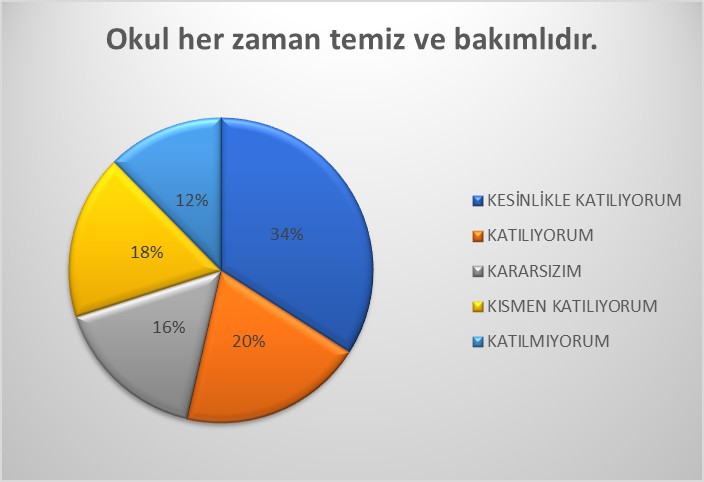 Okul her zaman temiz ve bakımlıdır.
12%
34%
18%
16%
20%
KESİNLİKLE KATILIYORUM
KATILIYORUM
KARARSIZIM
KISMEN KATILIYORUM
KATILMIYORUM